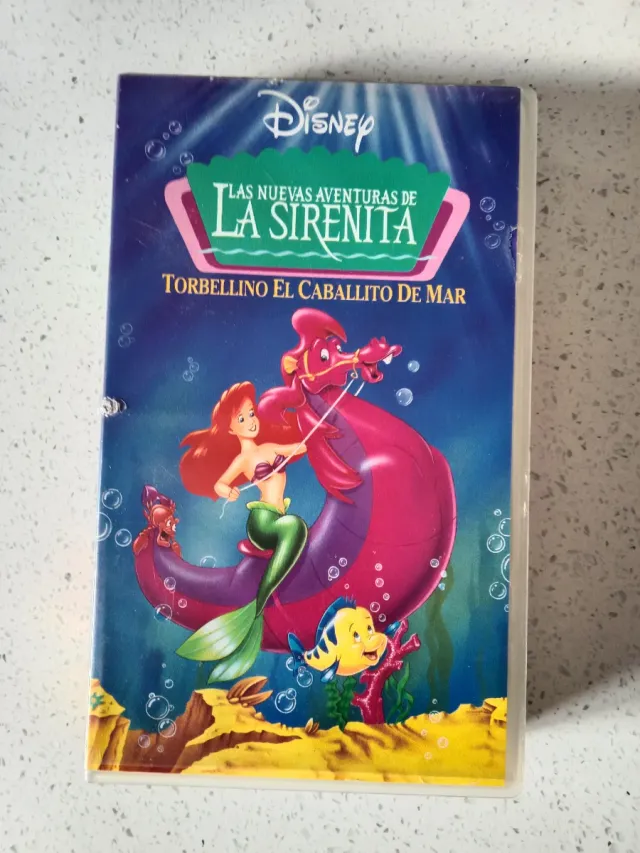 Disney
LAS NUEVAS AVENTURAS DE
LA SIRENITA
TORBELLINO EL CABALLITO DE MAR